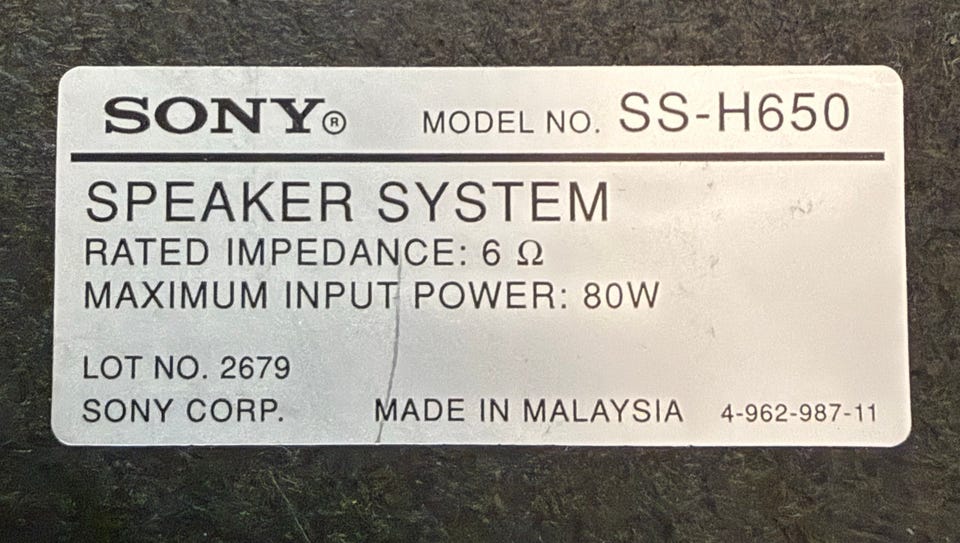 SONY® MODEL NO. SS-H650
SPEAKER SYSTEM
RATED IMPEDANCE: 6 Ω
MAXIMUM INPUT POWER: 80W
LOT NO. 2679
SONY CORP. MADE IN MALAYSIA 4-962-987-11